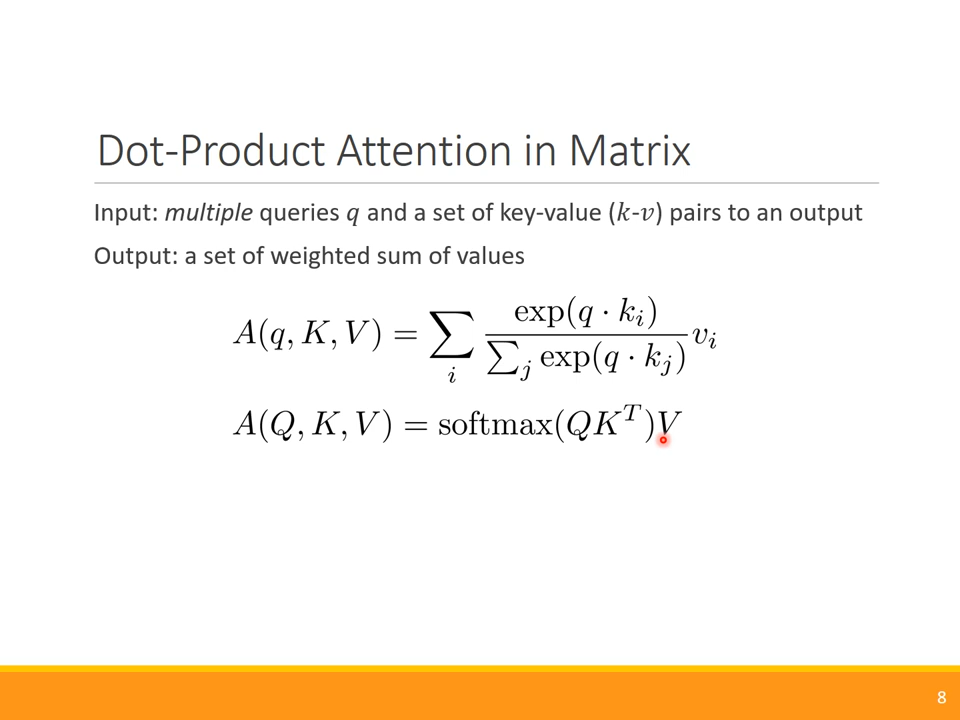 Dot-Product Attention in Matrix
Input: multiple queries q and a set of key-value (k-v) pairs to an output
Output: a set of weighted sum of values
A(q, K, V) = ∑_i exp(q · k_i) / ∑_j exp(q · k_j) v_i
A(Q, K, V) = softmax(QK^T)V
8